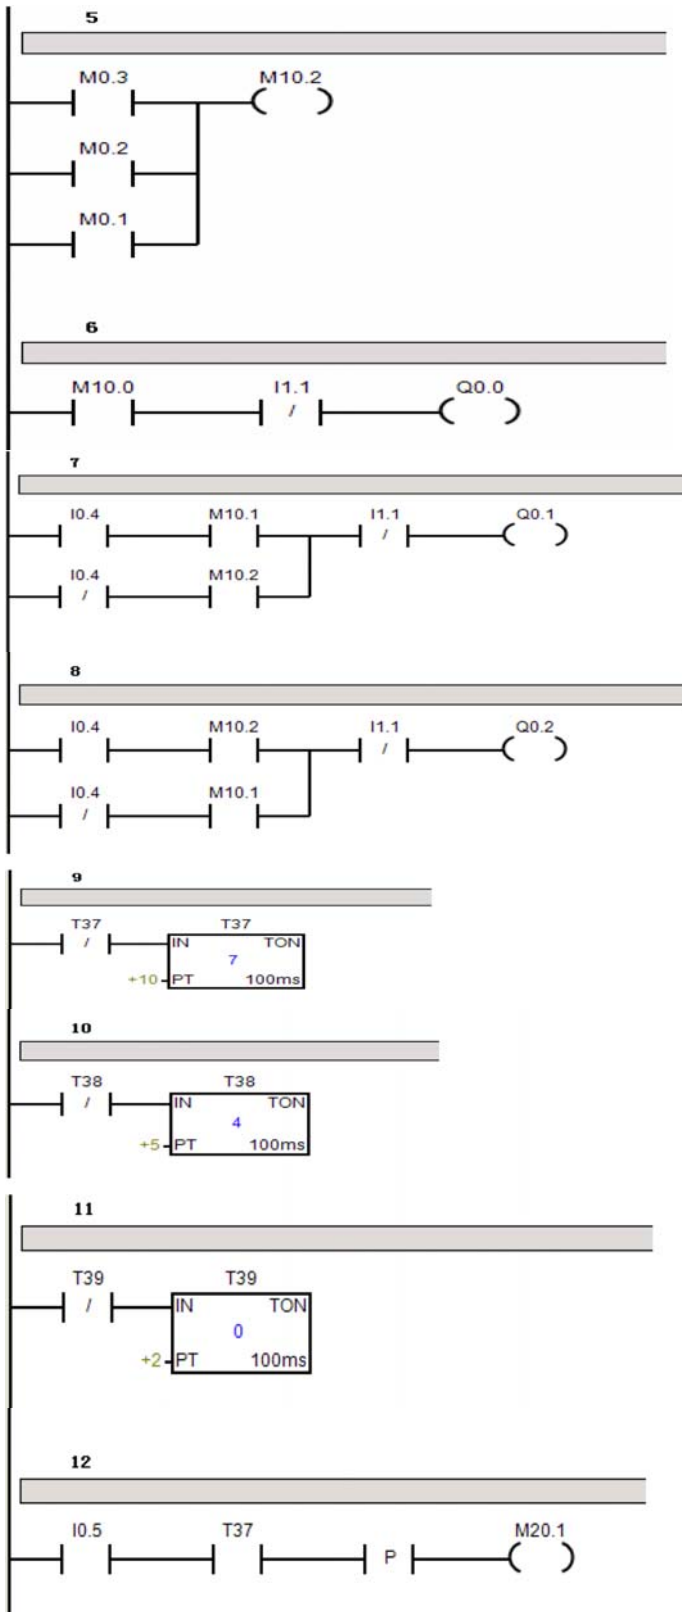 5
M0.3 M10.2
M0.2
M0.1
6
M10.0 I1.1 Q0.0
/
7
I0.4 M10.1 I1.1 Q0.1
/
I0.4 M10.2
/
8
I0.4 M10.2 I1.1 Q0.2
/
I0.4 M10.1
/
9
T37 T37
/ IN TON
7
+10 PT 100ms
10
T38 T38
/ IN TON
4
+5 PT 100ms
11
T39 T39
/ IN TON
0
+2 PT 100ms
12
I0.5 T37 M20.1
P